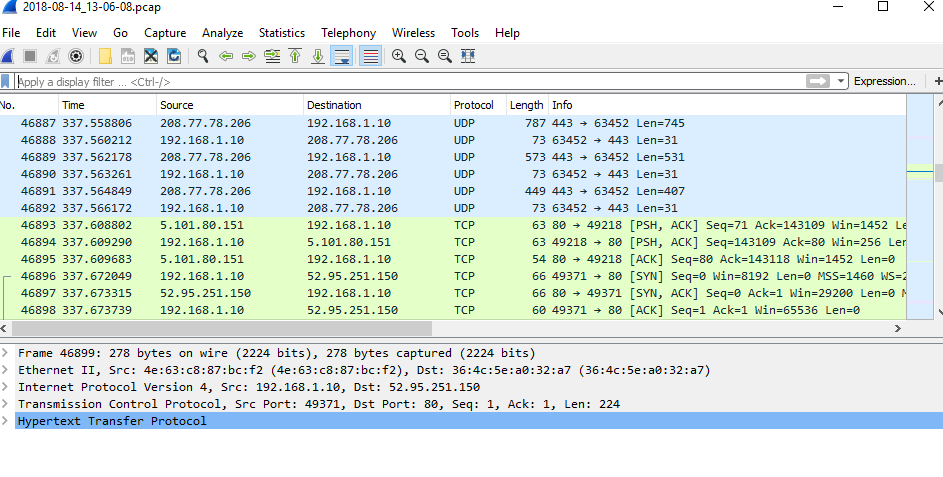 2018-08-14_13-06-08.pcap
File Edit View Go Capture Analyze Statistics Telephony Wireless Tools Help
Apply a display filter ... <Ctrl-/> Expression... +
No. Time Source Destination Protocol Length Info
46887 337.558806 208.77.78.206 192.168.1.10 UDP 787 443 → 63452 Len=745
46888 337.560212 192.168.1.10 208.77.78.206 UDP 73 63452 → 443 Len=31
46889 337.562178 208.77.78.206 192.168.1.10 UDP 573 443 → 63452 Len=531
46890 337.563261 192.168.1.10 208.77.78.206 UDP 73 63452 → 443 Len=31
46891 337.564849 208.77.78.206 192.168.1.10 UDP 449 443 → 63452 Len=407
46892 337.566172 192.168.1.10 208.77.78.206 UDP 73 63452 → 443 Len=31
46893 337.608802 5.101.80.151 192.168.1.10 TCP 63 80 → 49218 [PSH, ACK] Seq=71 Ack=143109 Win=1452 Le
46894 337.609290 192.168.1.10 5.101.80.151 TCP 63 49218 → 80 [PSH, ACK] Seq=143109 Ack=80 Win=256 Ler
46895 337.609683 5.101.80.151 192.168.1.10 TCP 54 80 → 49218 [ACK] Seq=80 Ack=143118 Win=1452 Len=0
46896 337.672049 192.168.1.10 52.95.251.150 TCP 66 49371 → 80 [SYN] Seq=0 Win=8192 Len=0 MSS=1460 WS=2
46897 337.673315 52.95.251.150 192.168.1.10 TCP 66 80 → 49371 [SYN, ACK] Seq=0 Ack=1 Win=29200 Len=0 M
46898 337.673739 192.168.1.10 52.95.251.150 TCP 60 49371 → 80 [ACK] Seq=1 Ack=1 Win=65536 Len=0
Frame 46899: 278 bytes on wire (2224 bits), 278 bytes captured (2224 bits)
Ethernet II, Src: 4e:63:c8:87:bc:f2 (4e:63:c8:87:bc:f2), Dst: 36:4c:5e:a0:32:a7 (36:4c:5e:a0:32:a7)
Internet Protocol Version 4, Src: 192.168.1.10, Dst: 52.95.251.150
Transmission Control Protocol, Src Port: 49371, Dst Port: 80, Seq: 1, Ack: 1, Len: 224
Hypertext Transfer Protocol